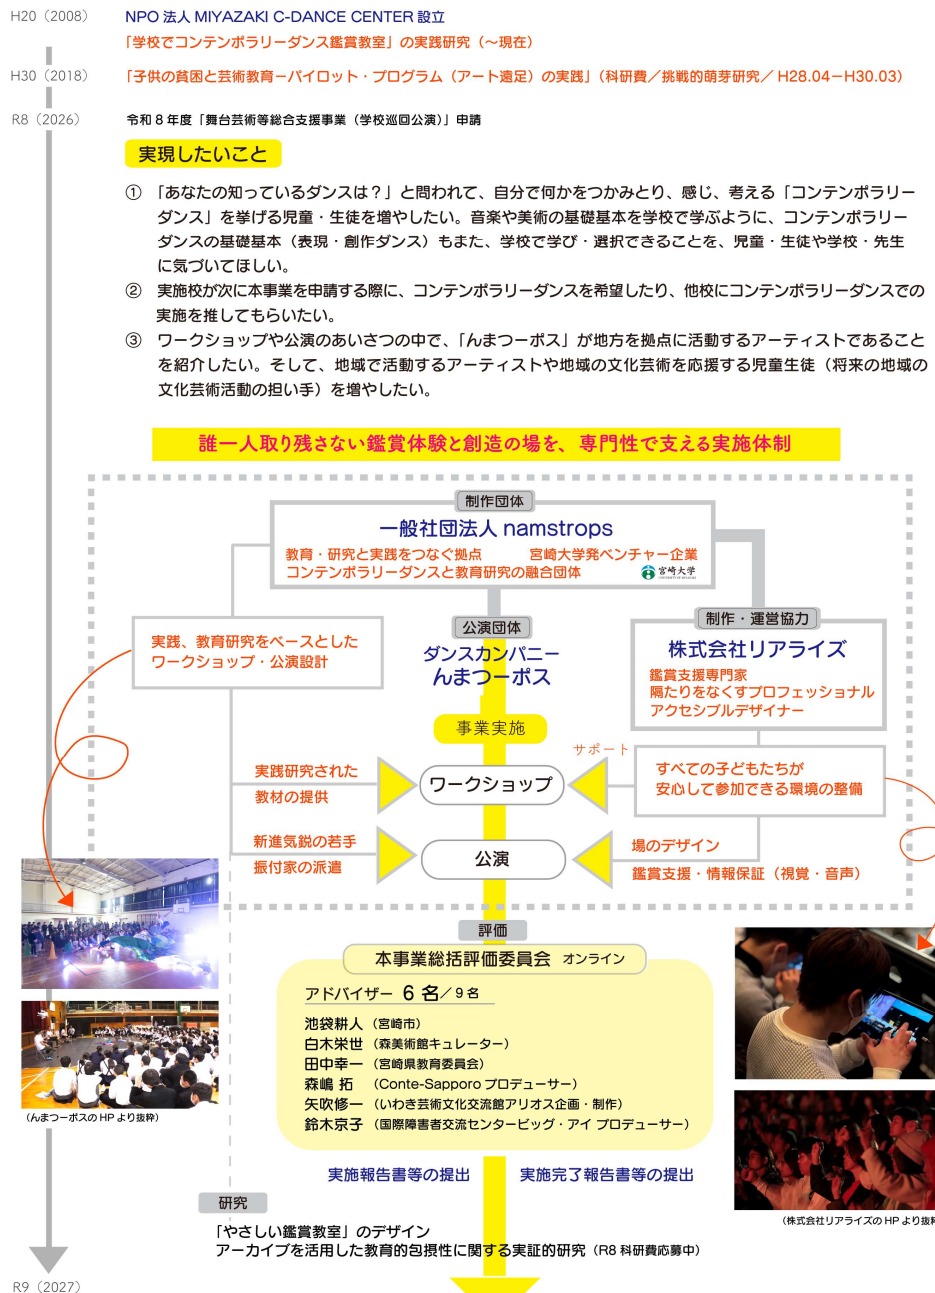 H20（2008）
NPO 法人 MIYAZAKI C-DANCE CENTER 設立
「学校でコンテンポラリーダンス鑑賞教室」の実践研究（～現在）
H30（2018）
「子供の貧困と芸術教育ーパイロット・プログラム（アート遠足）の実践」（科研費／挑戦的萌芽研究／ H28.04ーH30.03）
R8（2026）
令和 8 年度「舞台芸術等総合支援事業（学校巡回公演）」申請
実現したいこと
① 「あなたの知っているダンスは？」と問われて、自分で何かをつかみとり、感じ、考える「コンテンポラリー
ダンス」を挙げる児童・生徒を増やしたい。音楽や美術の基礎基本を学校で学ぶように、コンテンポラリー
ダンスの基礎基本（表現・創作ダンス）もまた、学校で学び・選択できることを、児童・生徒や学校・先生
に気づいてほしい。
② 実施校が次に本事業を申請する際に、コンテンポラリーダンスを希望したり、他校にコンテンポラリーダンスでの
実施を推してもらいたい。
③ ワークショップや公演のあいさつの中で、「んまつーポス」が地方を拠点に活動するアーティストであること
を紹介したい。そして、地域で活動するアーティストや地域の文化芸術を応援する児童生徒（将来の地域の
文化芸術活動の担い手）を増やしたい。
誰一人取り残さない鑑賞体験と創造の場を、専門性で支える実施体制
制作団体
一般社団法人 namstrops
教育・研究と実践をつなぐ拠点 宮崎大学発ベンチャー企業
コンテンポラリーダンスと教育研究の融合団体
宮崎大学
実践、教育研究をベースとした
ワークショップ・公演設計
公演団体
ダンスカンパニー
んまつーポス
制作・運営協力
株式会社リアライズ
鑑賞支援専門家
隔たりをなくすプロフェッショナル
アクセシブルデザイナー
事業実施
サポート
実践研究された
教材の提供
ワークショップ
すべての子どもたちが
安心して参加できる環境の整備
新進気鋭の若手
振付家の派遣
公演
場のデザイン
鑑賞支援・情報保証（視覚・音声）
評価
本事業総括評価委員会 オンライン
アドバイザー 6 名／9 名
池袋耕人（宮崎市）
白木栄世（森美術館キュレーター）
田中幸一（宮崎県教育委員会）
森嶋 拓 （Conte-Sapporo プロデューサー）
矢吹修一（いわき芸術文化交流館アリオス企画・制作）
鈴木京子（国際障害者交流センタービッグ・アイ プロデューサー）
（んまつーポスの HP より抜粋）
実施報告書等の提出
実施完了報告書等の提出
（株式会社リアライズの HP より抜粋
研究
「やさしい鑑賞教室」のデザイン
アーカイブを活用した教育的包摂性に関する実証的研究（R8 科研費応募中）
R9（2027）